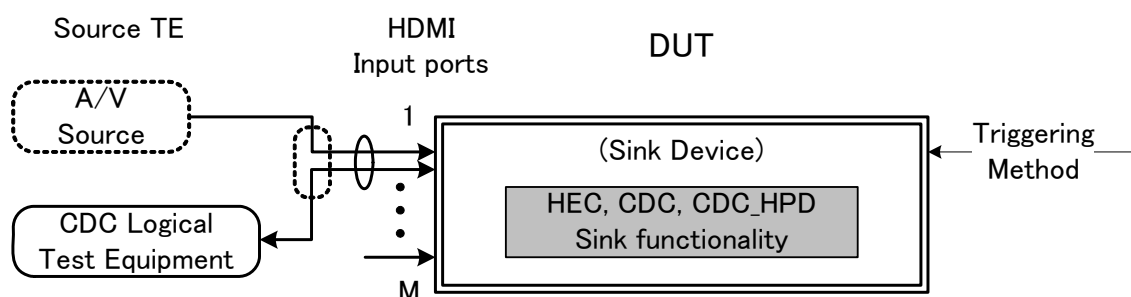 Source TE
HDMI
Input ports
DUT
A/V
Source
1
(Sink Device)
Triggering
Method
HEC, CDC, CDC_HPD
Sink functionality
CDC Logical
Test Equipment
M